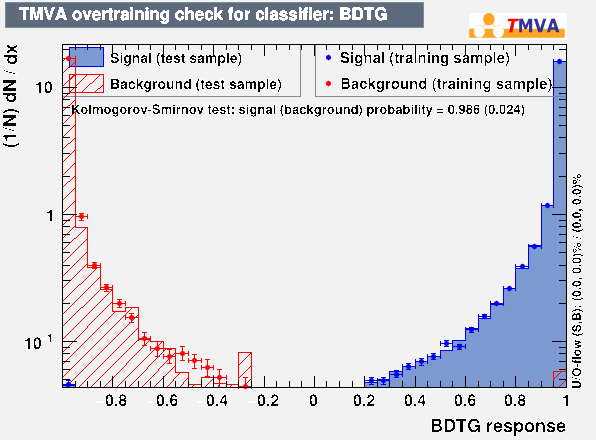 TMVA overtraining check for classifier: BDTG
TMVA
Signal (test sample)
Background (test sample)
Signal (training sample)
Background (training sample)
Kolmogorov-Smirnov test: signal (background) probability = 0.986 (0.024)
(1/N) dN / dx
10
1
10⁻¹
0.8 0.6 0.4 0.2 0 0.2 0.4 0.6 0.8 1
BDTG response
U/O-flow (S,B): (0.0, 0.0)% / (0.0, 0.0)%